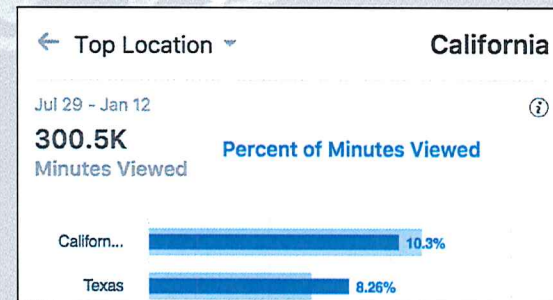 ← Top Location California
Jul 29 - Jan 12
300.5K
Minutes Viewed
Percent of Minutes Viewed
Californ... 10.3%
Texas 8.26%